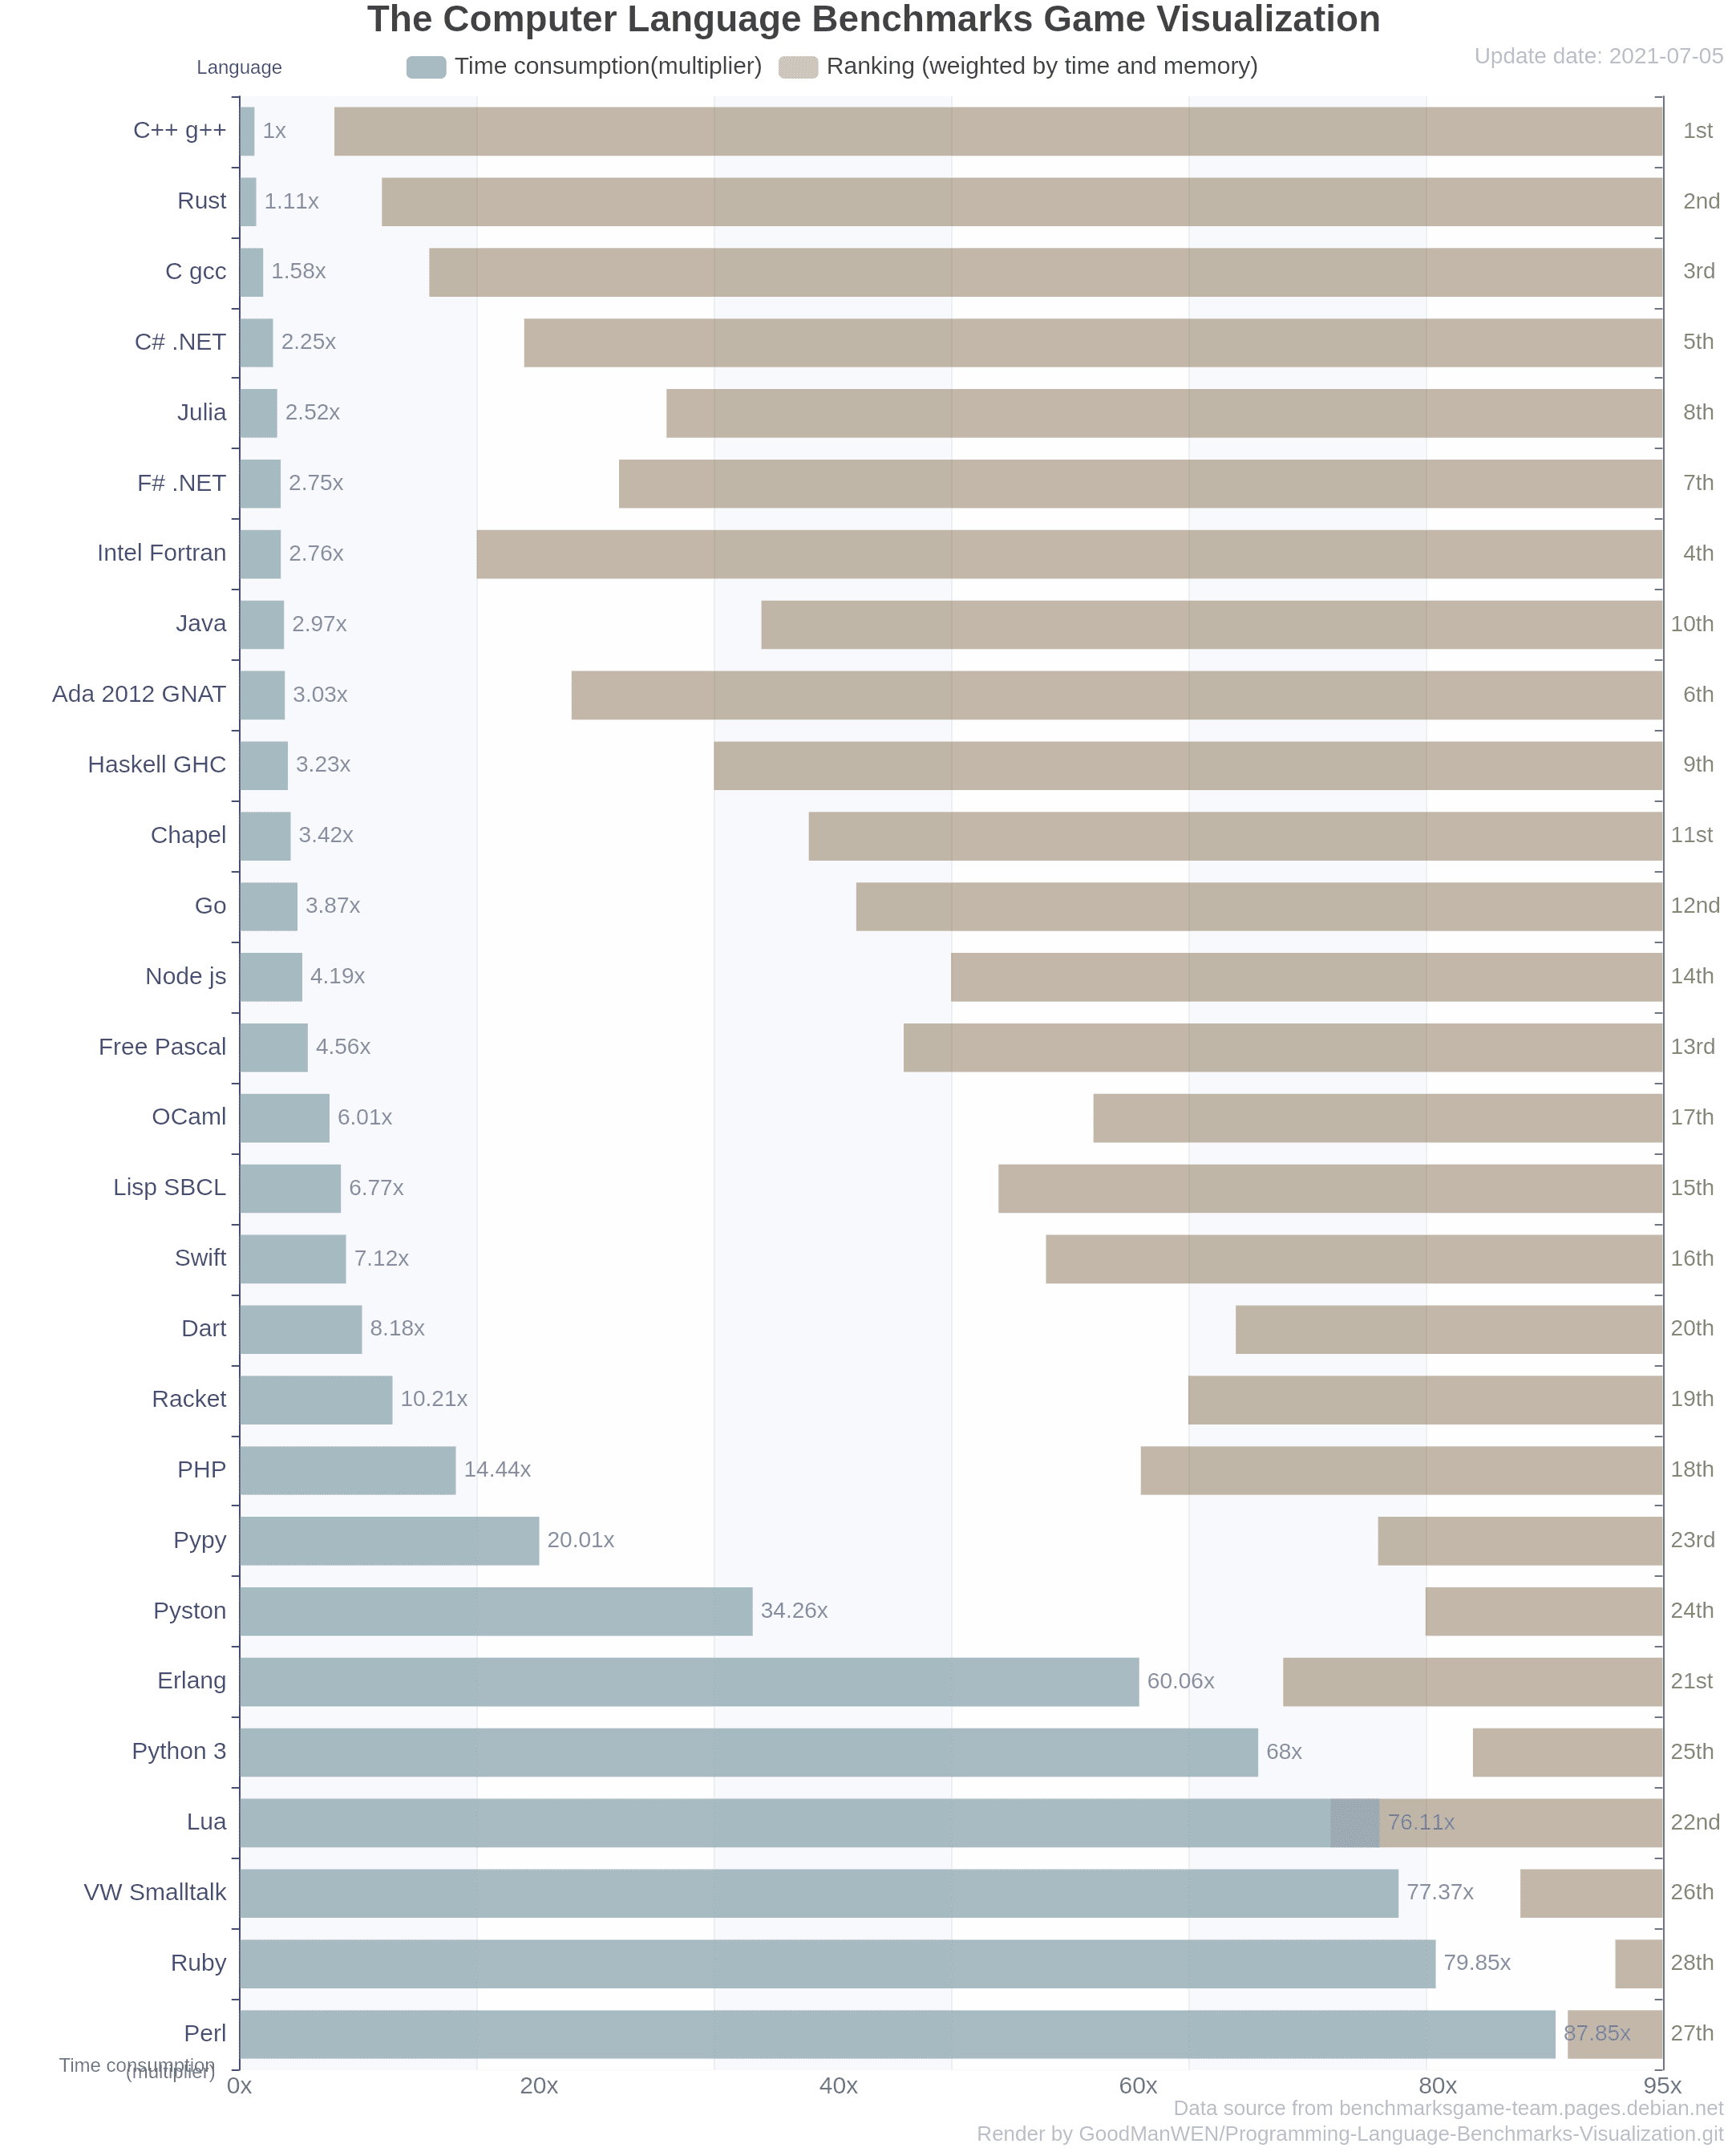 The Computer Language Benchmarks Game Visualization
Update date: 2021-07-05
Language
Time consumption(multiplier) Ranking (weighted by time and memory)
C++ g++ 1x 1st
Rust 1.11x 2nd
C gcc 1.58x 3rd
C# .NET 2.25x 5th
Julia 2.52x 8th
F# .NET 2.75x 7th
Intel Fortran 2.76x 4th
Java 2.97x 10th
Ada 2012 GNAT 3.03x 6th
Haskell GHC 3.23x 9th
Chapel 3.42x 11st
Go 3.87x 12nd
Node js 4.19x 14th
Free Pascal 4.56x 13rd
OCaml 6.01x 17th
Lisp SBCL 6.77x 15th
Swift 7.12x 16th
Dart 8.18x 20th
Racket 10.21x 19th
PHP 14.44x 18th
Pypy 20.01x 23rd
Pyston 34.26x 24th
Erlang 60.06x 21st
Python 3 68x 25th
Lua 76.11x 22nd
VW Smalltalk 77.37x 26th
Ruby 79.85x 28th
Perl 87.85x 27th
Time consumption
(multiplier)
0x 20x 40x 60x 80x 95x
Data source from benchmarksgame-team.pages.debian.net
Render by GoodManWEN/Programming-Language-Benchmarks-Visualization.git